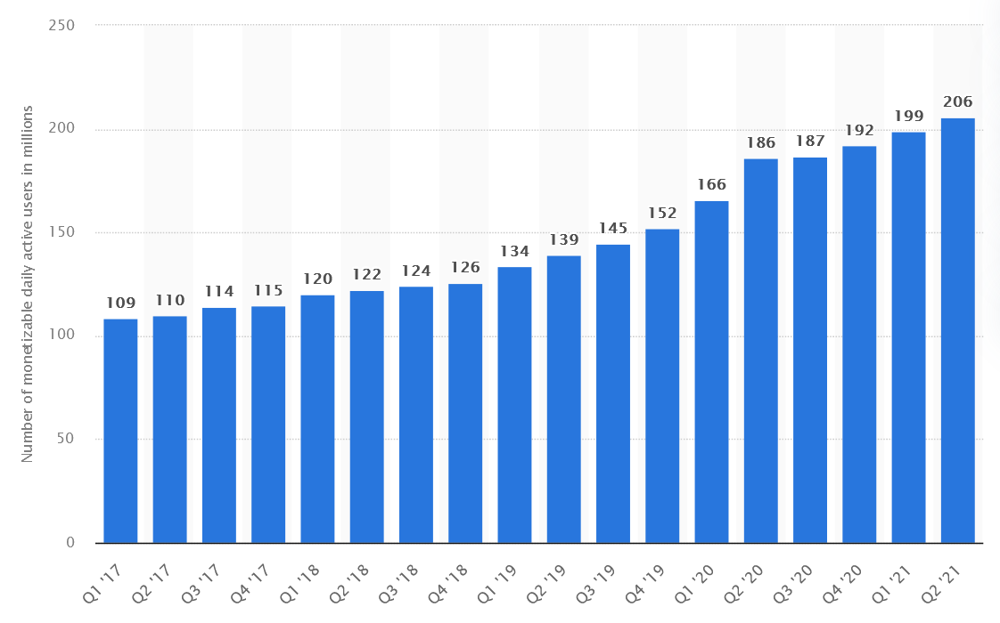 Number of monetizable daily active users in millions
250
200
150
100
50
0
109
110
114
115
120
122
124
126
134
139
145
152
166
186
187
192
199
206
Q1 '17
Q2 '17
Q3 '17
Q4 '17
Q1 '18
Q2 '18
Q3 '18
Q4 '18
Q1 '19
Q2 '19
Q3 '19
Q4 '19
Q1 '20
Q2 '20
Q3 '20
Q4 '20
Q1 '21
Q2 '21